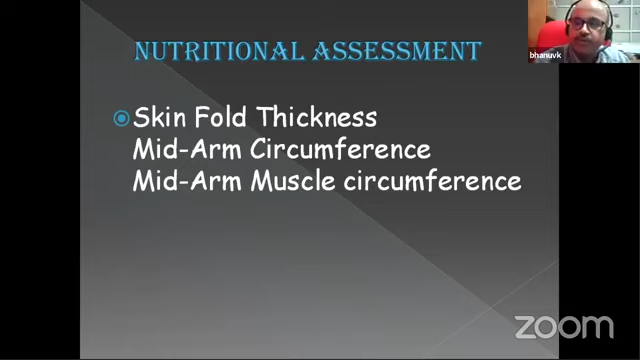 NUTRITIONAL ASSESSMENT
bhanuvk
Skin Fold Thickness
Mid-Arm Circumference
Mid-Arm Muscle circumference
zoom